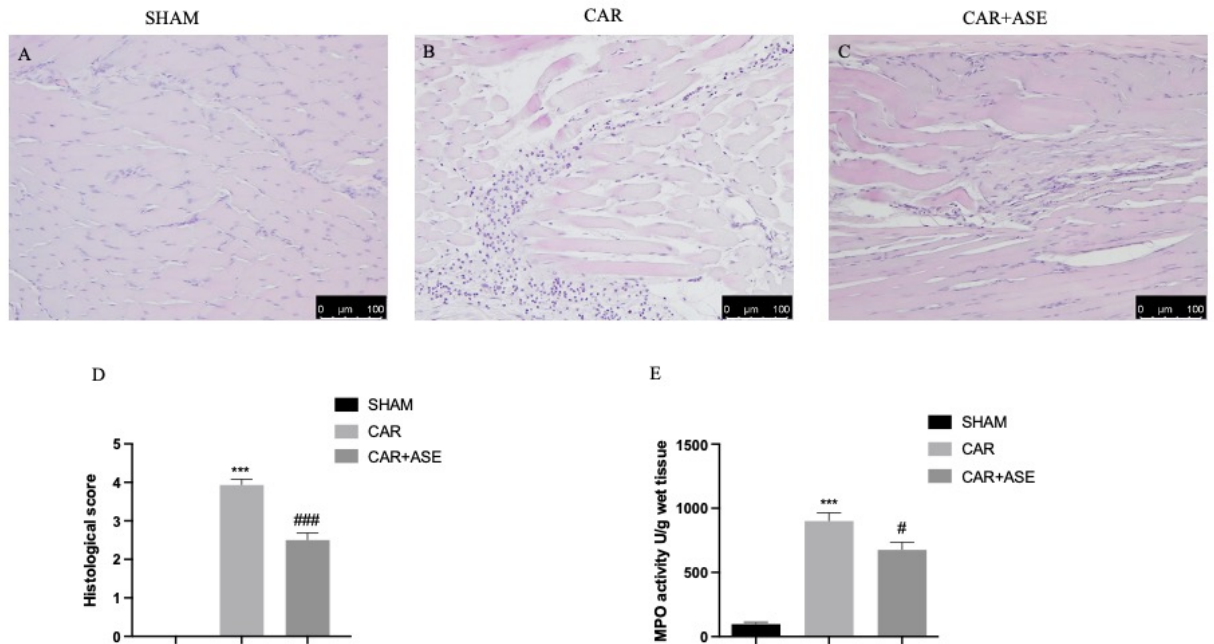 SHAM
CAR
CAR+ASE
A
B
C
0 µm 100
0 µm 100
0 µm 100
D
E
SHAM
CAR
CAR+ASE
SHAM
CAR
CAR+ASE
Histological score
5
4
3
2
1
0
***
###
MPO activity U/g wet tissue
1500
1000
500
0
***
#